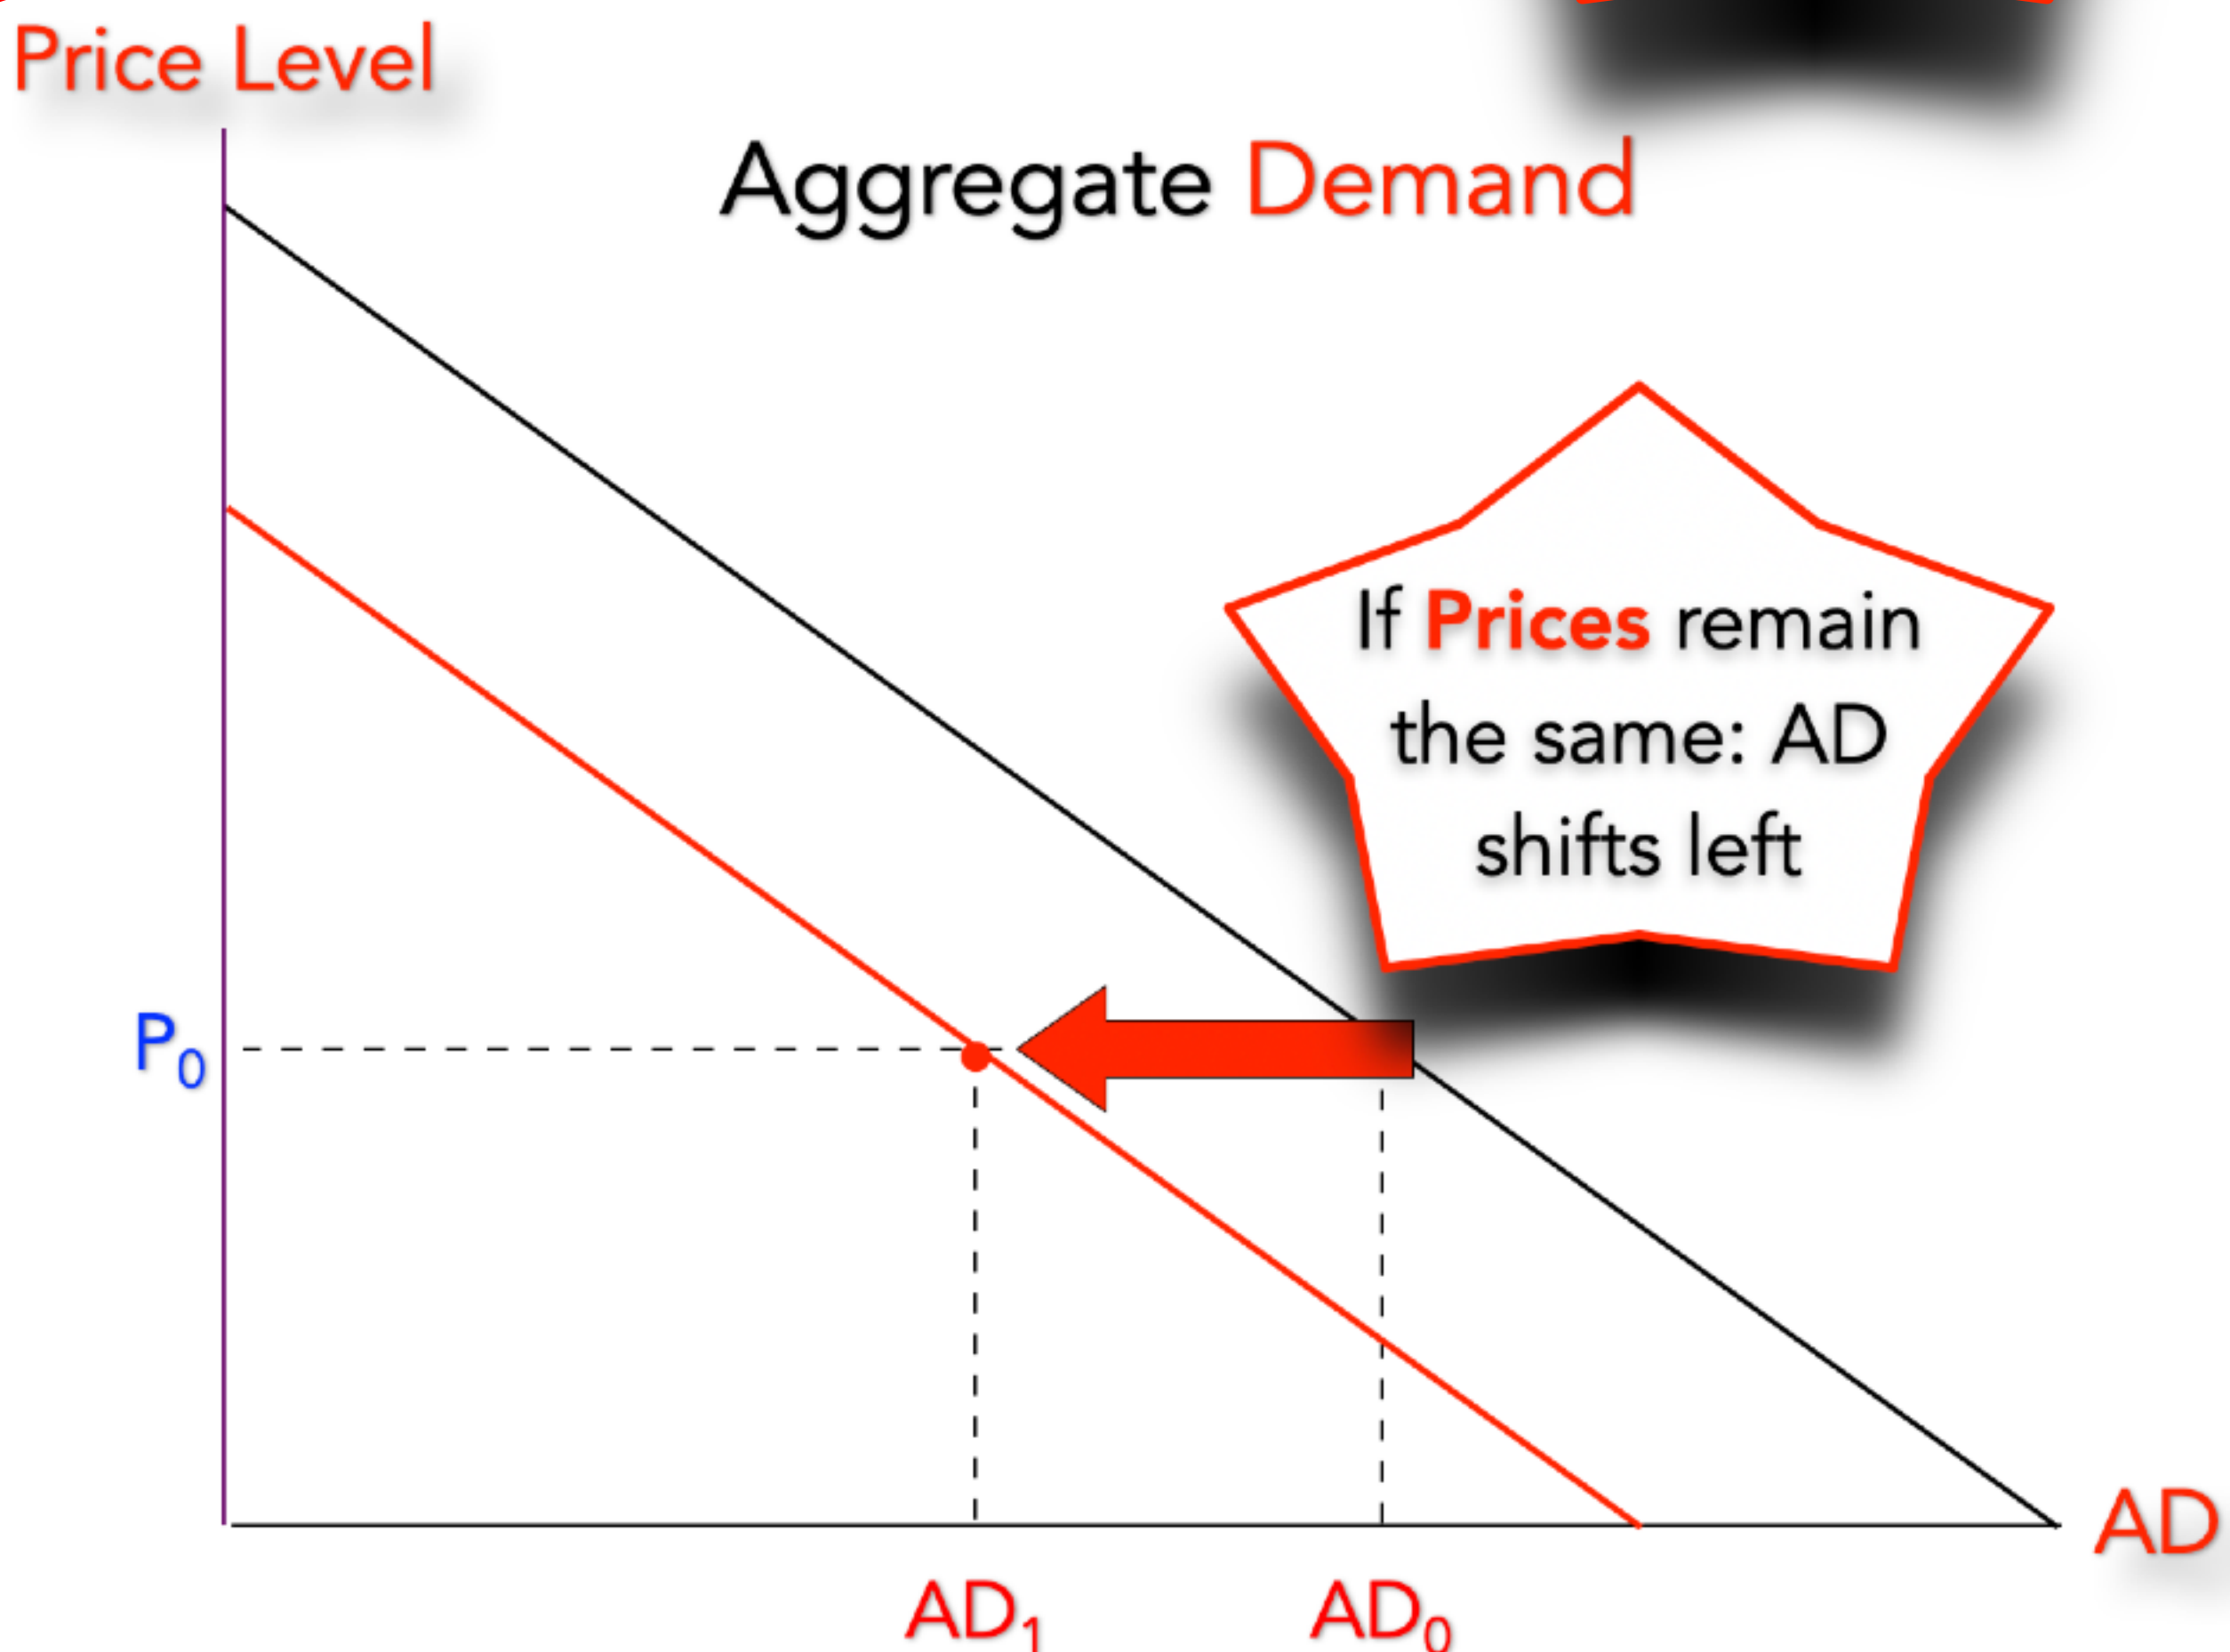 Price Level
Aggregate Demand
If Prices remain
the same: AD
shifts left
P₀
AD
AD₁
AD₀